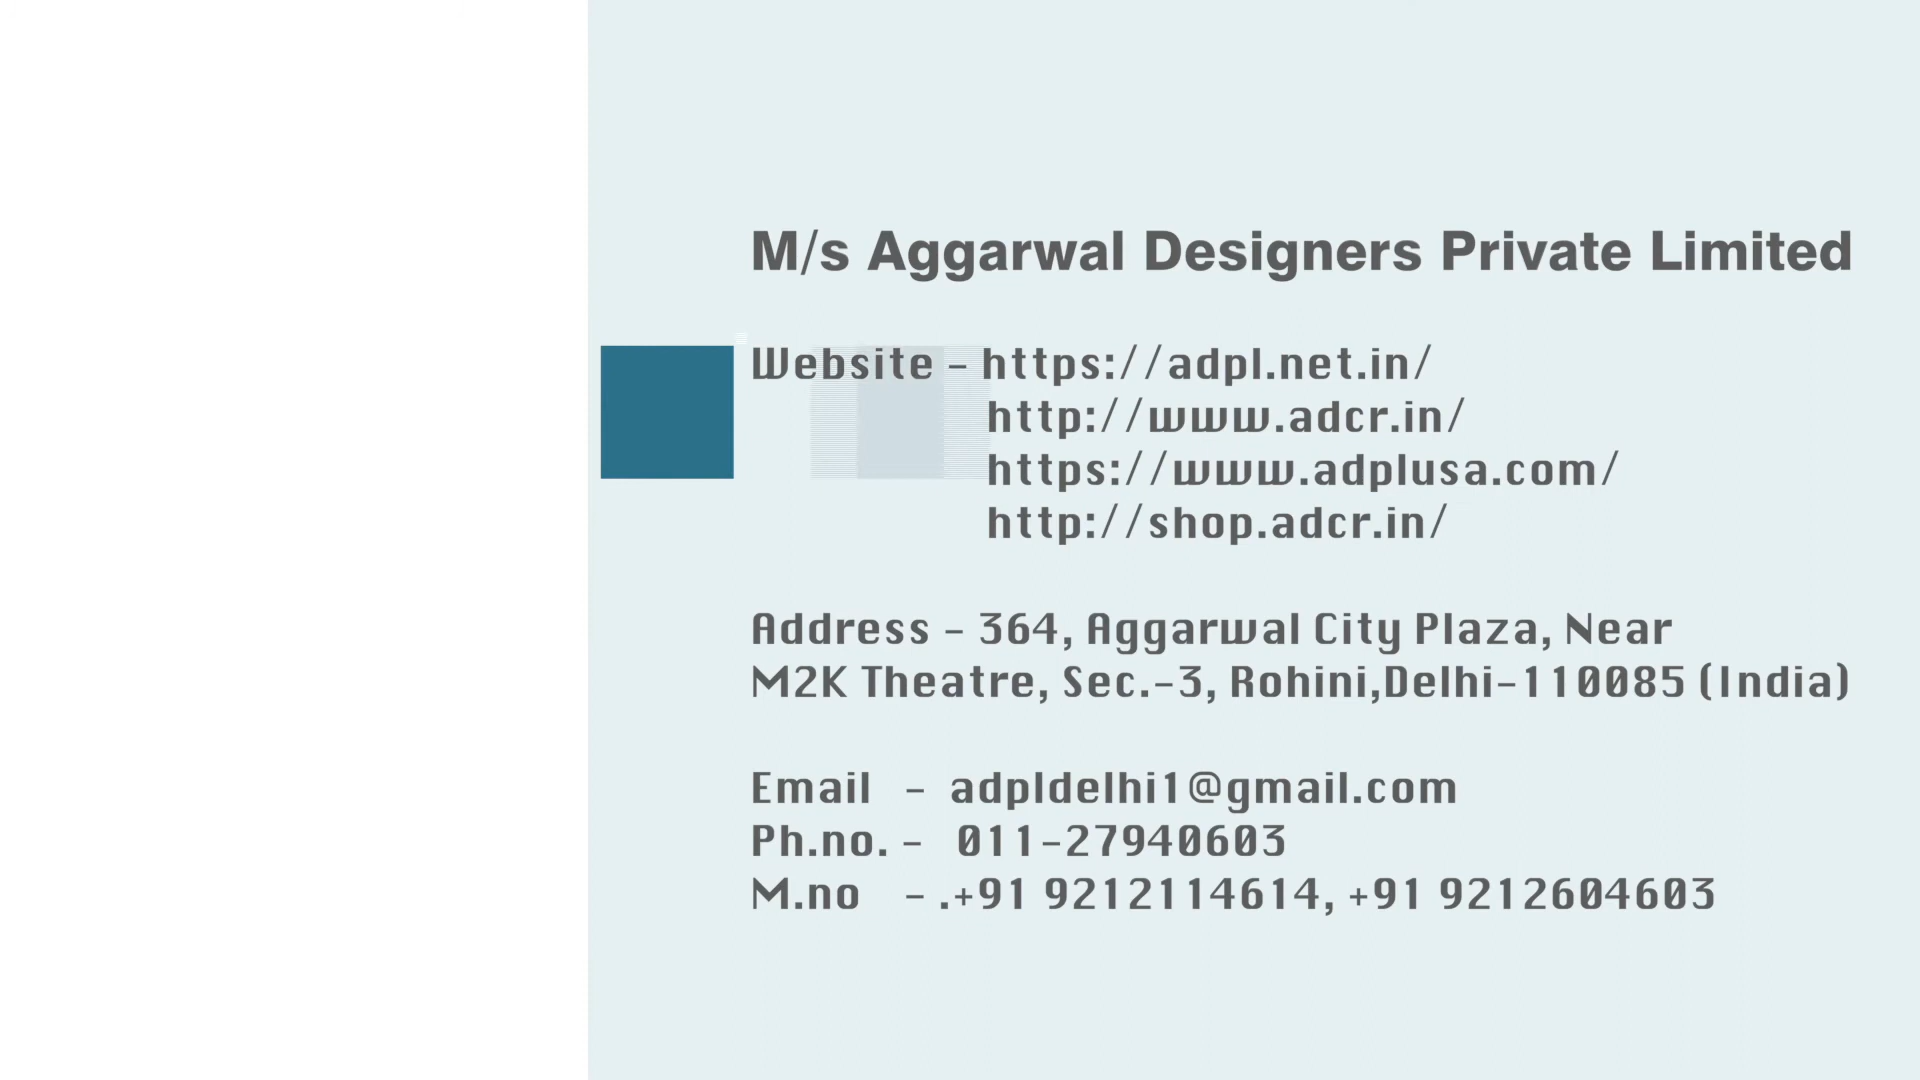 M/s Aggarwal Designers Private Limited
Website - https://adpl.net.in/
http://www.adcr.in/
https://www.adplusa.com/
http://shop.adcr.in/
Address - 364, Aggarwal City Plaza, Near
M2K Theatre, Sec.-3, Rohini,Delhi-110085 (India)
Email - adpldelhi1@gmail.com
Ph.no. - 011-27940603
M.no - .+91 9212114614, +91 9212604603